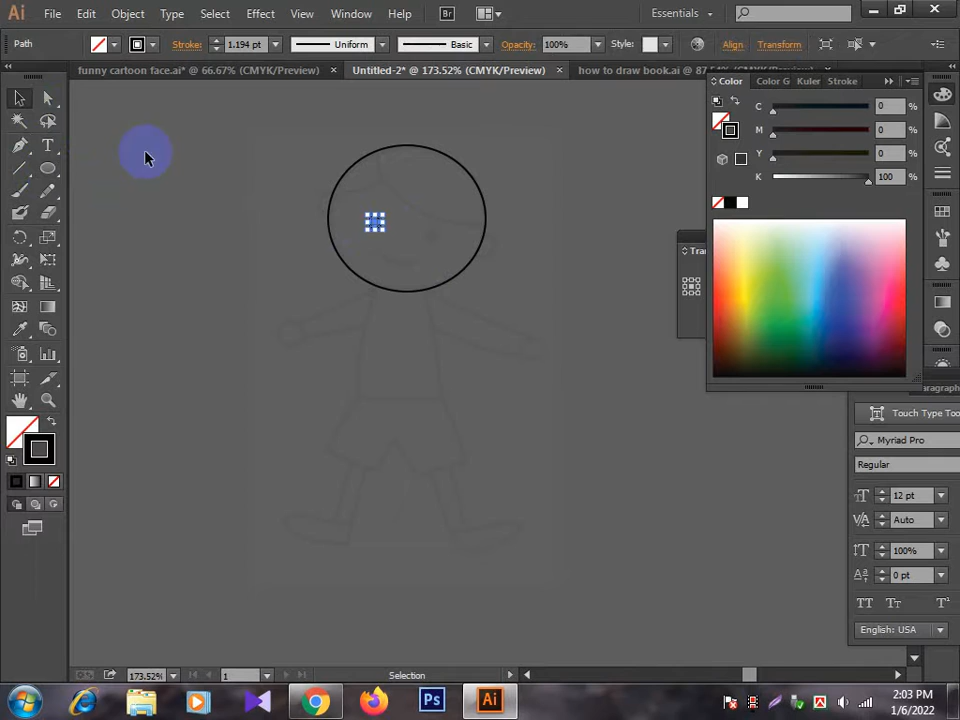 Ai File Edit Object Type Select Effect View Window Help Br Essentials
Path Stroke: 1.194 pt Uniform Basic Opacity: 100% Style: Align Transform
funny cartoon face.ai* @ 66.67% (CMYK/Preview) × Untitled-2* @ 173.52% (CMYK/Preview) × how to draw book.ai @
Color Color G Kuler Stroke
C 0 %
M 0 %
Y 0 %
K 100 %
Touch Type
Myriad Pro
Regular
12 pt
Auto
100%
0 pt
English: USA
173.52% 1 Selection
Ps Ai 2:03 PM
1/6/2022